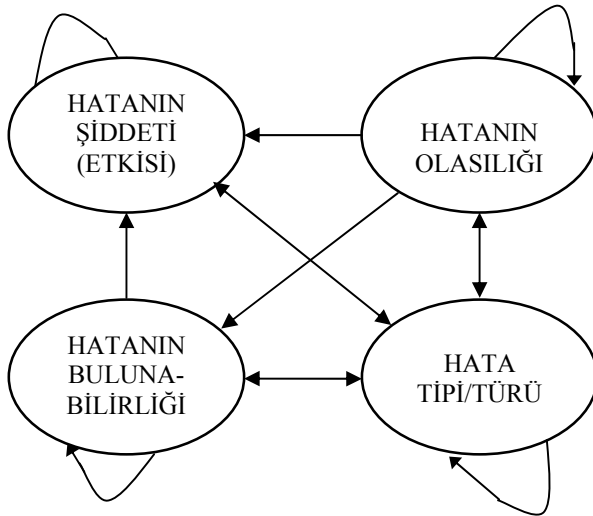 HATANIN
ŞİDDETİ
(ETKİSİ)
HATANIN
OLASILIĞI
HATANIN
BULUNA-
BİLİRLİĞİ
HATA
TİPİ/TÜRÜ